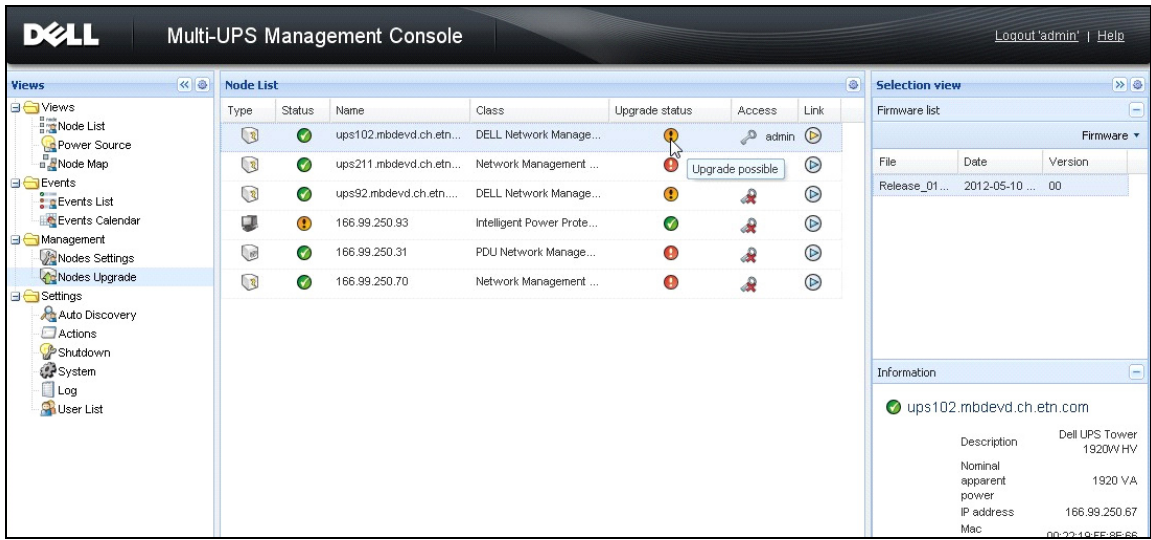 DELL Multi-UPS Management Console Logout 'admin' | Help
Views
Views
Node List
Power Source
Node Map
Events
Events List
Events Calendar
Management
Nodes Settings
Nodes Upgrade
Settings
Auto Discovery
Actions
Shutdown
System
Log
User List
Node List
Type Status Name Class Upgrade status Access Link
ups102.mbdevd.ch.etn... DELL Network Manage... admin
ups211.mbdevd.ch.etn... Network Management ...
Upgrade possible
ups92.mbdevd.ch.etn.... DELL Network Manage...
166.99.250.93 Intelligent Power Prote...
166.99.250.31 PDU Network Manage...
166.99.250.70 Network Management ...
Selection view
Firmware list
Firmware
File Date Version
Release_01... 2012-05-10 ... 00
Information
ups102.mbdevd.ch.etn.com
Description Dell UPS Tower
1920W HV
Nominal
apparent 1920 VA
power
IP address 166.99.250.67
Mac 00:22:19:FF:8F:66